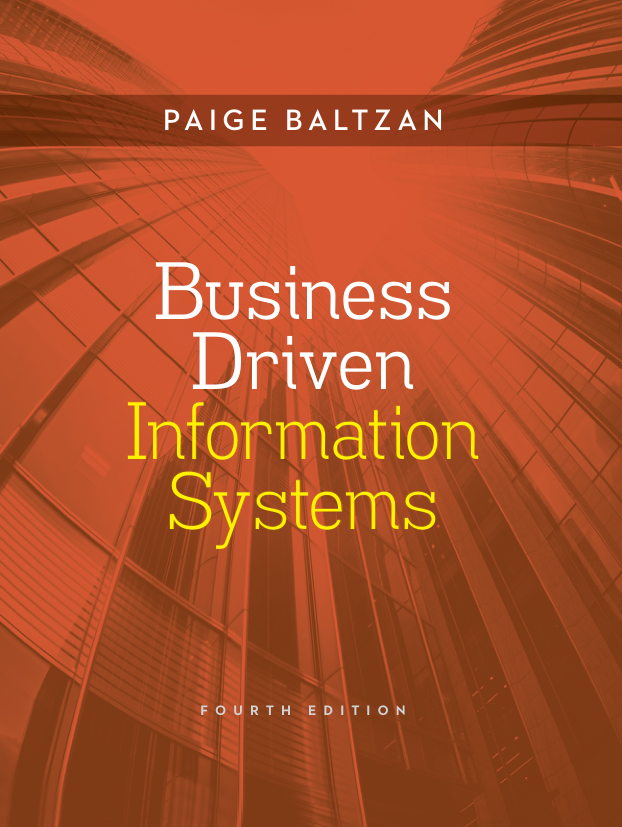 PAIGE BALTZAN
Business
Driven
Information
Systems
FOURTH EDITION